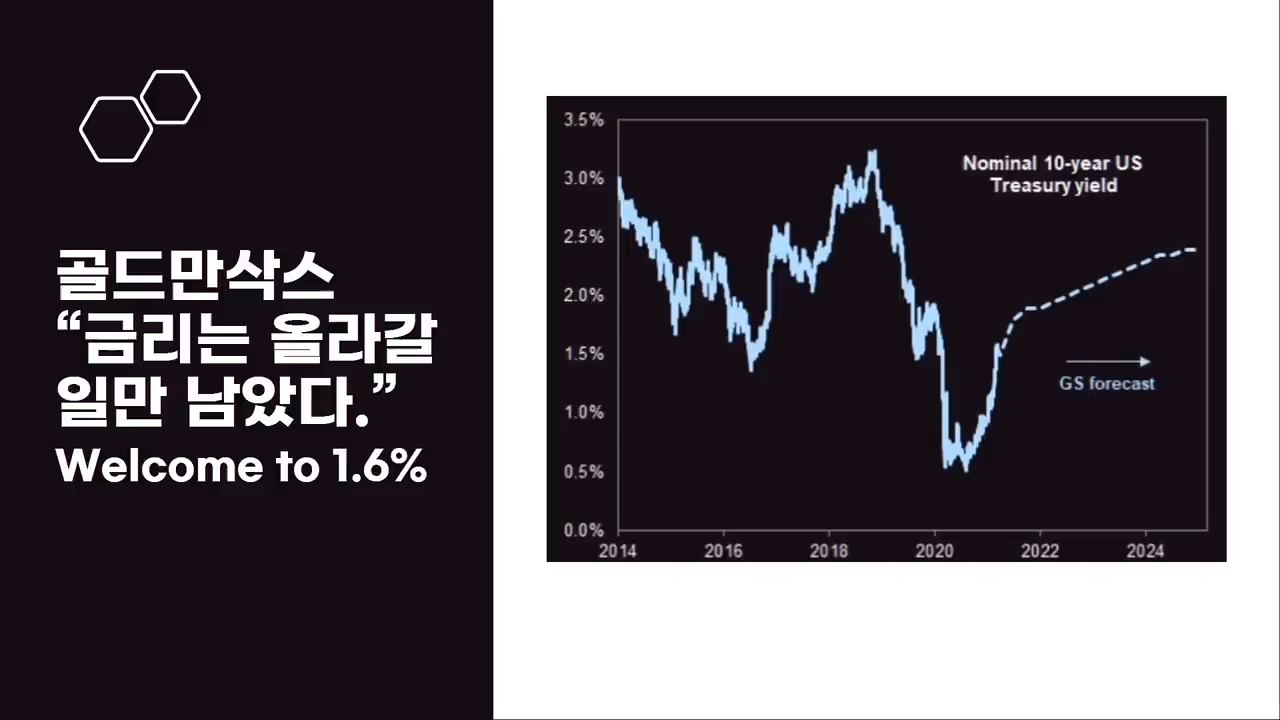 골드만삭스
“금리는 올라갈
일만 남았다.”
Welcome to 1.6%
3.5%
3.0%
2.5%
2.0%
1.5%
1.0%
0.5%
0.0%
Nominal 10-year US
Treasury yield
GS forecast
2014
2016
2018
2020
2022
2024